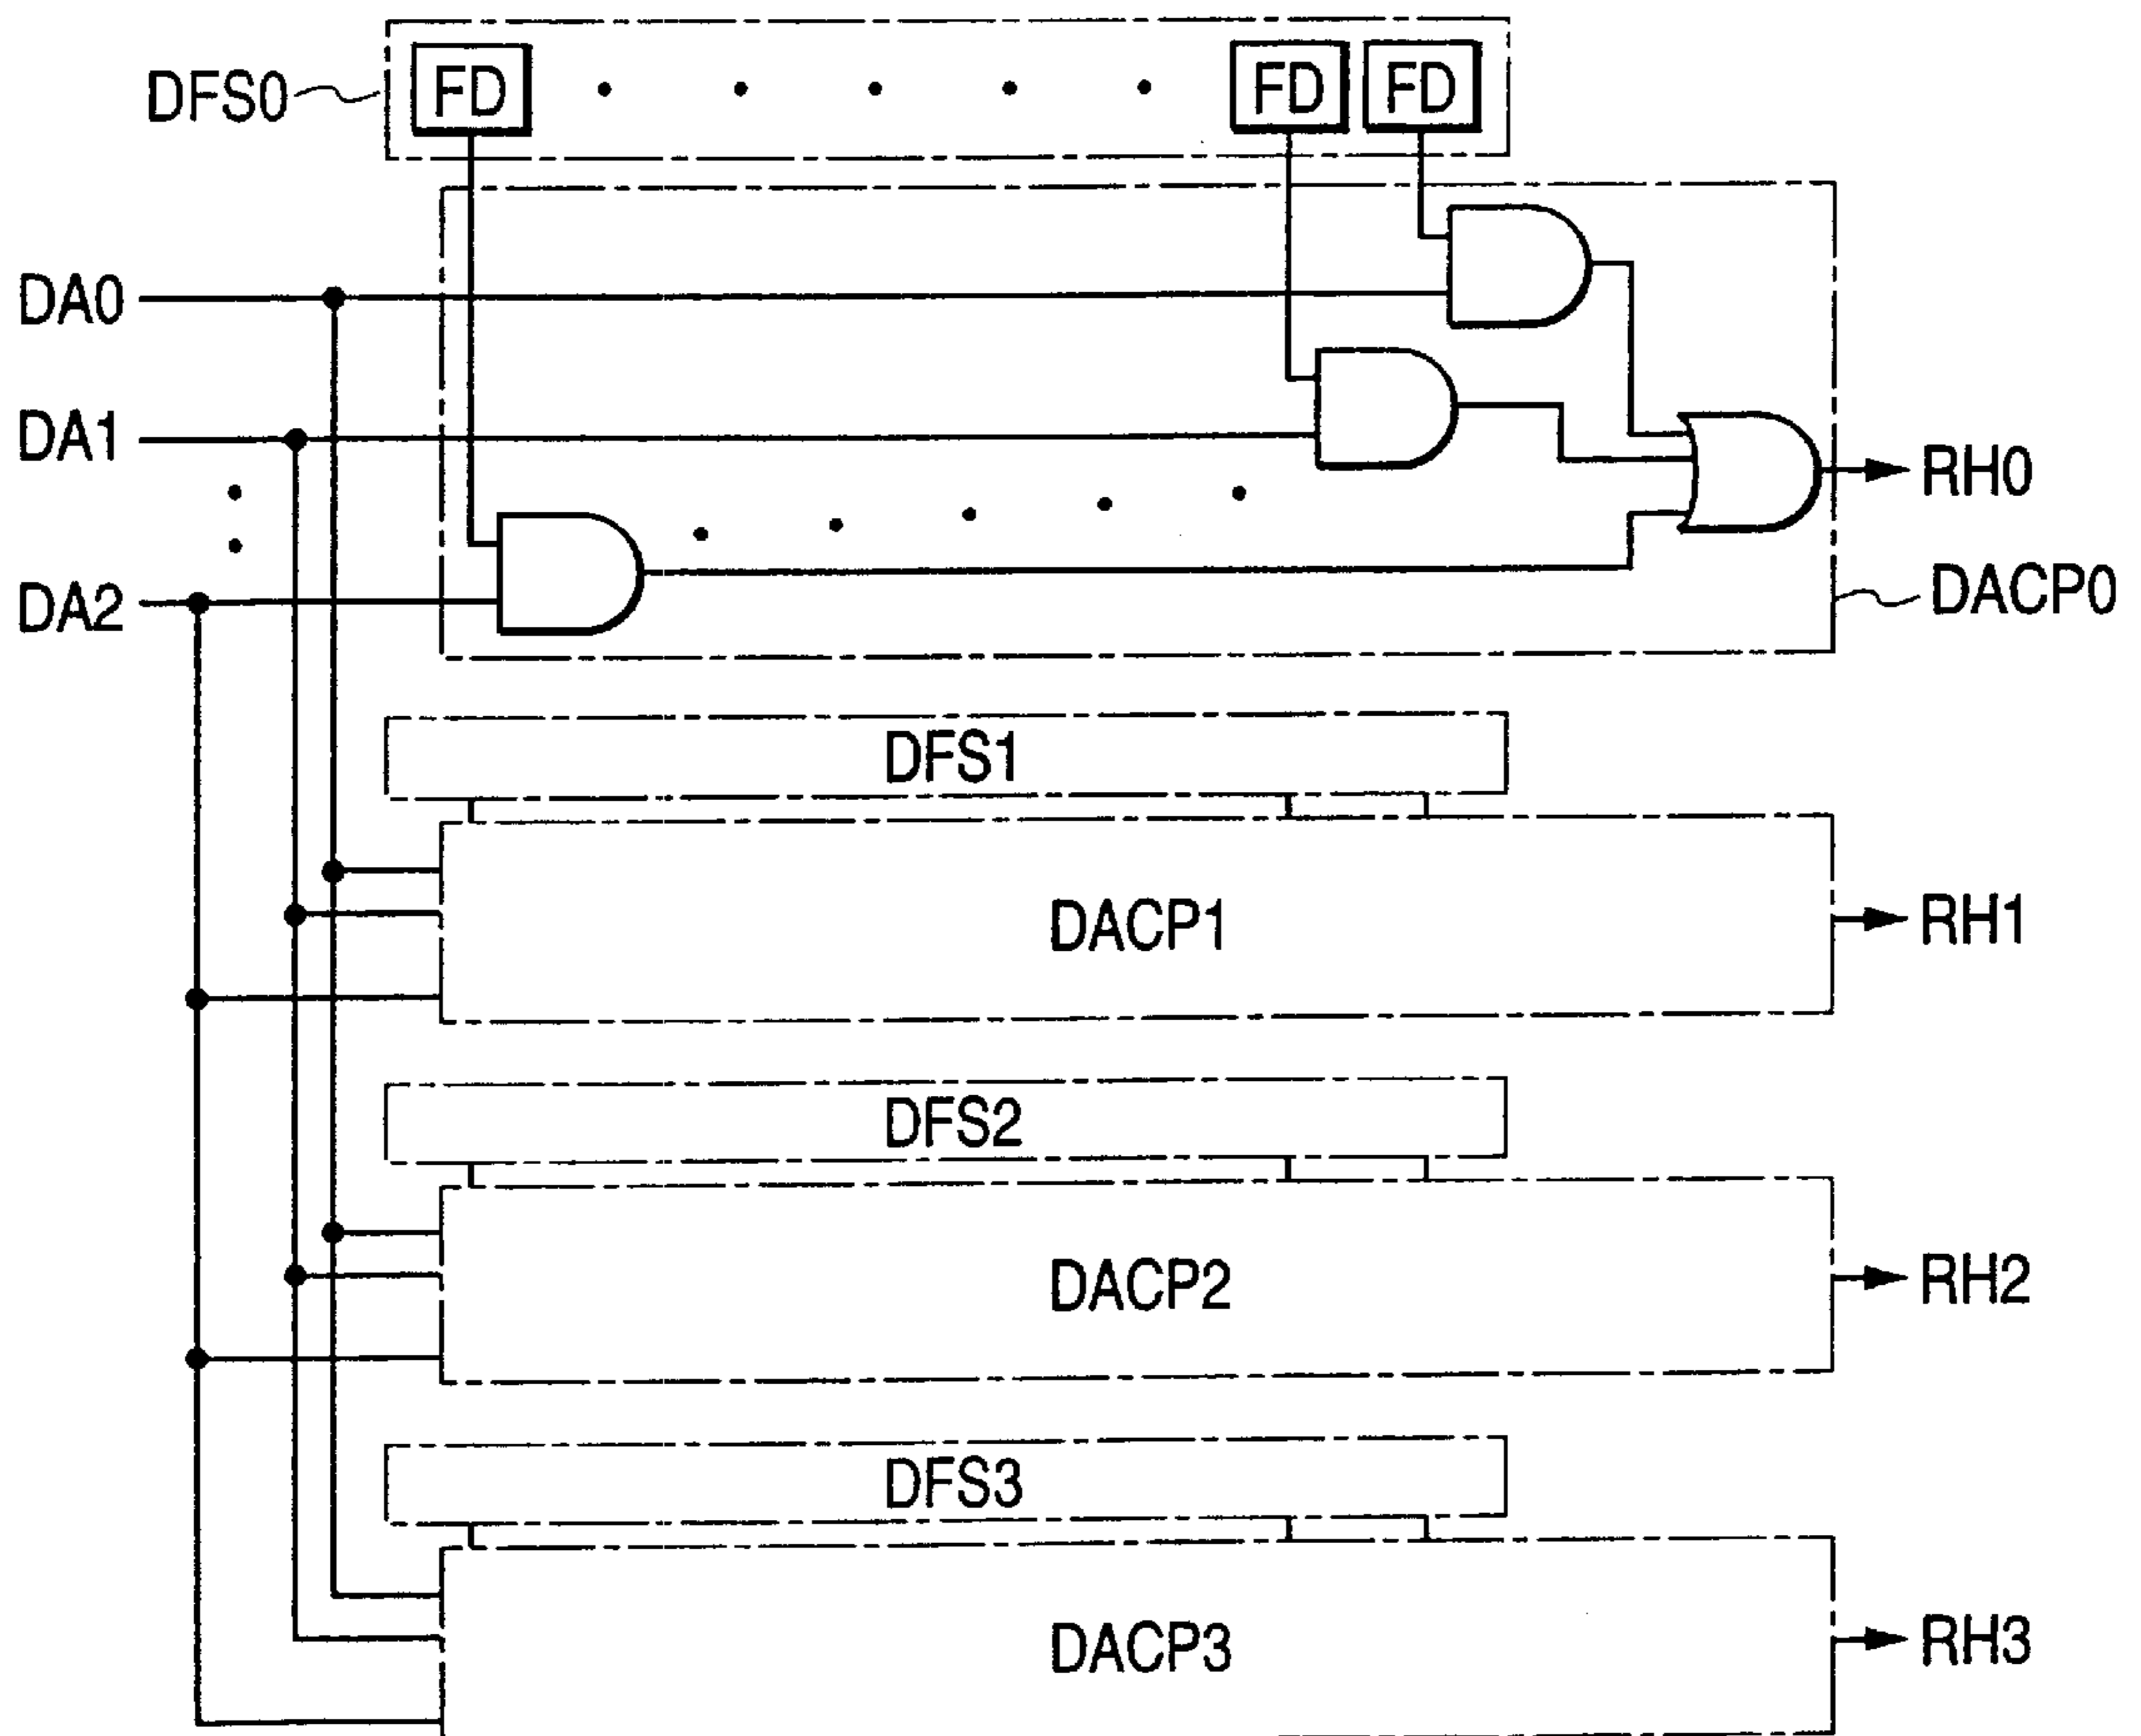 DFS0
FD FD FD
DA0
DA1
RH0
DA2
DACP0
DFS1
DACP1
RH1
DFS2
DACP2
RH2
DFS3
DACP3
RH3